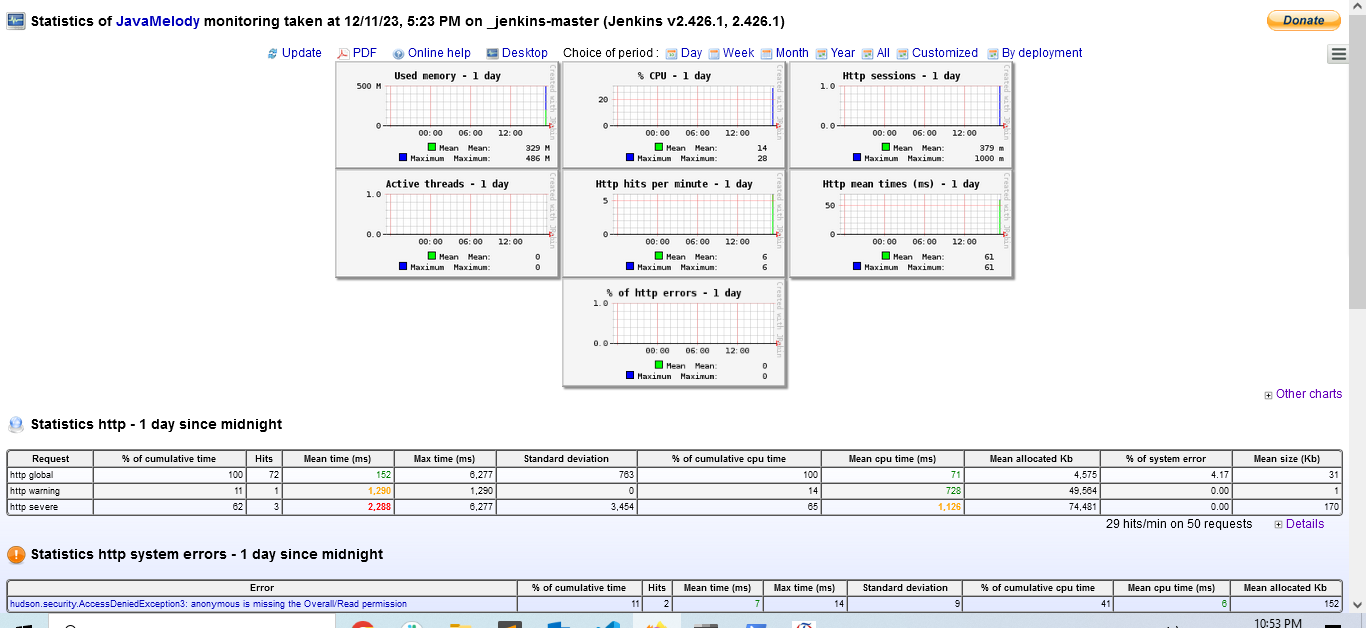 Statistics of JavaMelody monitoring taken at 12/11/23, 5:23 PM on _jenkins-master (Jenkins v2.426.1, 2.426.1)
Donate
Update PDF Online help Desktop Choice of period : Day Week Month Year All Customized By deployment
Used memory - 1 day
500 M
0
00:00 06:00 12:00
Mean Mean: 329 M
Maximum Maximum: 486 M
% CPU - 1 day
20
0
00:00 06:00 12:00
Mean Mean: 14
Maximum Maximum: 28
Http sessions - 1 day
1.0
0.0
00:00 06:00 12:00
Mean Mean: 379 m
Maximum Maximum: 1000 m
Active threads - 1 day
1.0
0.0
00:00 06:00 12:00
Mean Mean: 0
Maximum Maximum: 0
Http hits per minute - 1 day
5
0
00:00 06:00 12:00
Mean Mean: 6
Maximum Maximum: 6
Http mean times (ms) - 1 day
50
0
00:00 06:00 12:00
Mean Mean: 61
Maximum Maximum: 61
% of http errors - 1 day
1.0
0.0
00:00 06:00 12:00
Mean Mean: 0
Maximum Maximum: 0
Other charts
Statistics http - 1 day since midnight
Request % of cumulative time Hits Mean time (ms) Max time (ms) Standard deviation % of cumulative cpu time Mean cpu time (ms) Mean allocated Kb % of system error Mean size (Kb)
http global 100 72 152 6,277 763 100 71 4,575 4.17 31
http warning 11 1 1,290 1,290 0 14 728 49,564 0.00 1
http severe 62 3 2,288 6,277 3,454 65 1,126 74,481 0.00 170
29 hits/min on 50 requests Details
Statistics http system errors - 1 day since midnight
Error % of cumulative time Hits Mean time (ms) Max time (ms) Standard deviation % of cumulative cpu time Mean cpu time (ms) Mean allocated Kb
hudson.security.AccessDeniedException3: anonymous is missing the Overall/Read permission 11 2 7 14 9 41 6 152
10:53 PM